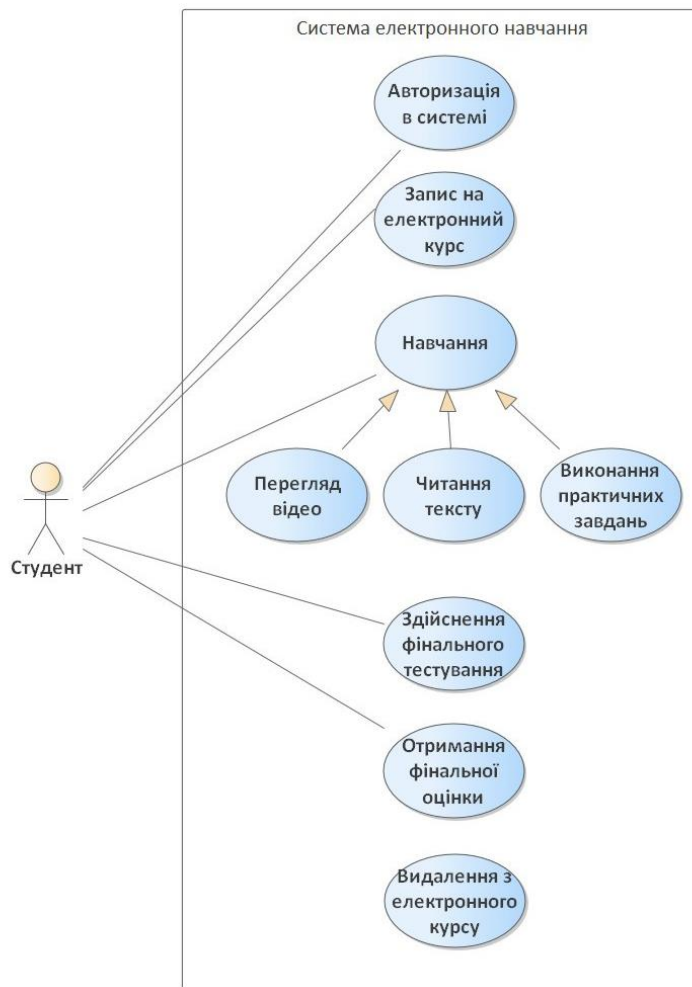 Система електронного навчання
Авторизація
в системі
Запис на
електронний
курс
Навчання
Перегляд
відео
Читання
тексту
Виконання
практичних
завдань
Студент
Здійснення
фінального
тестування
Отримання
фінальної
оцінки
Видалення з
електронного
курсу